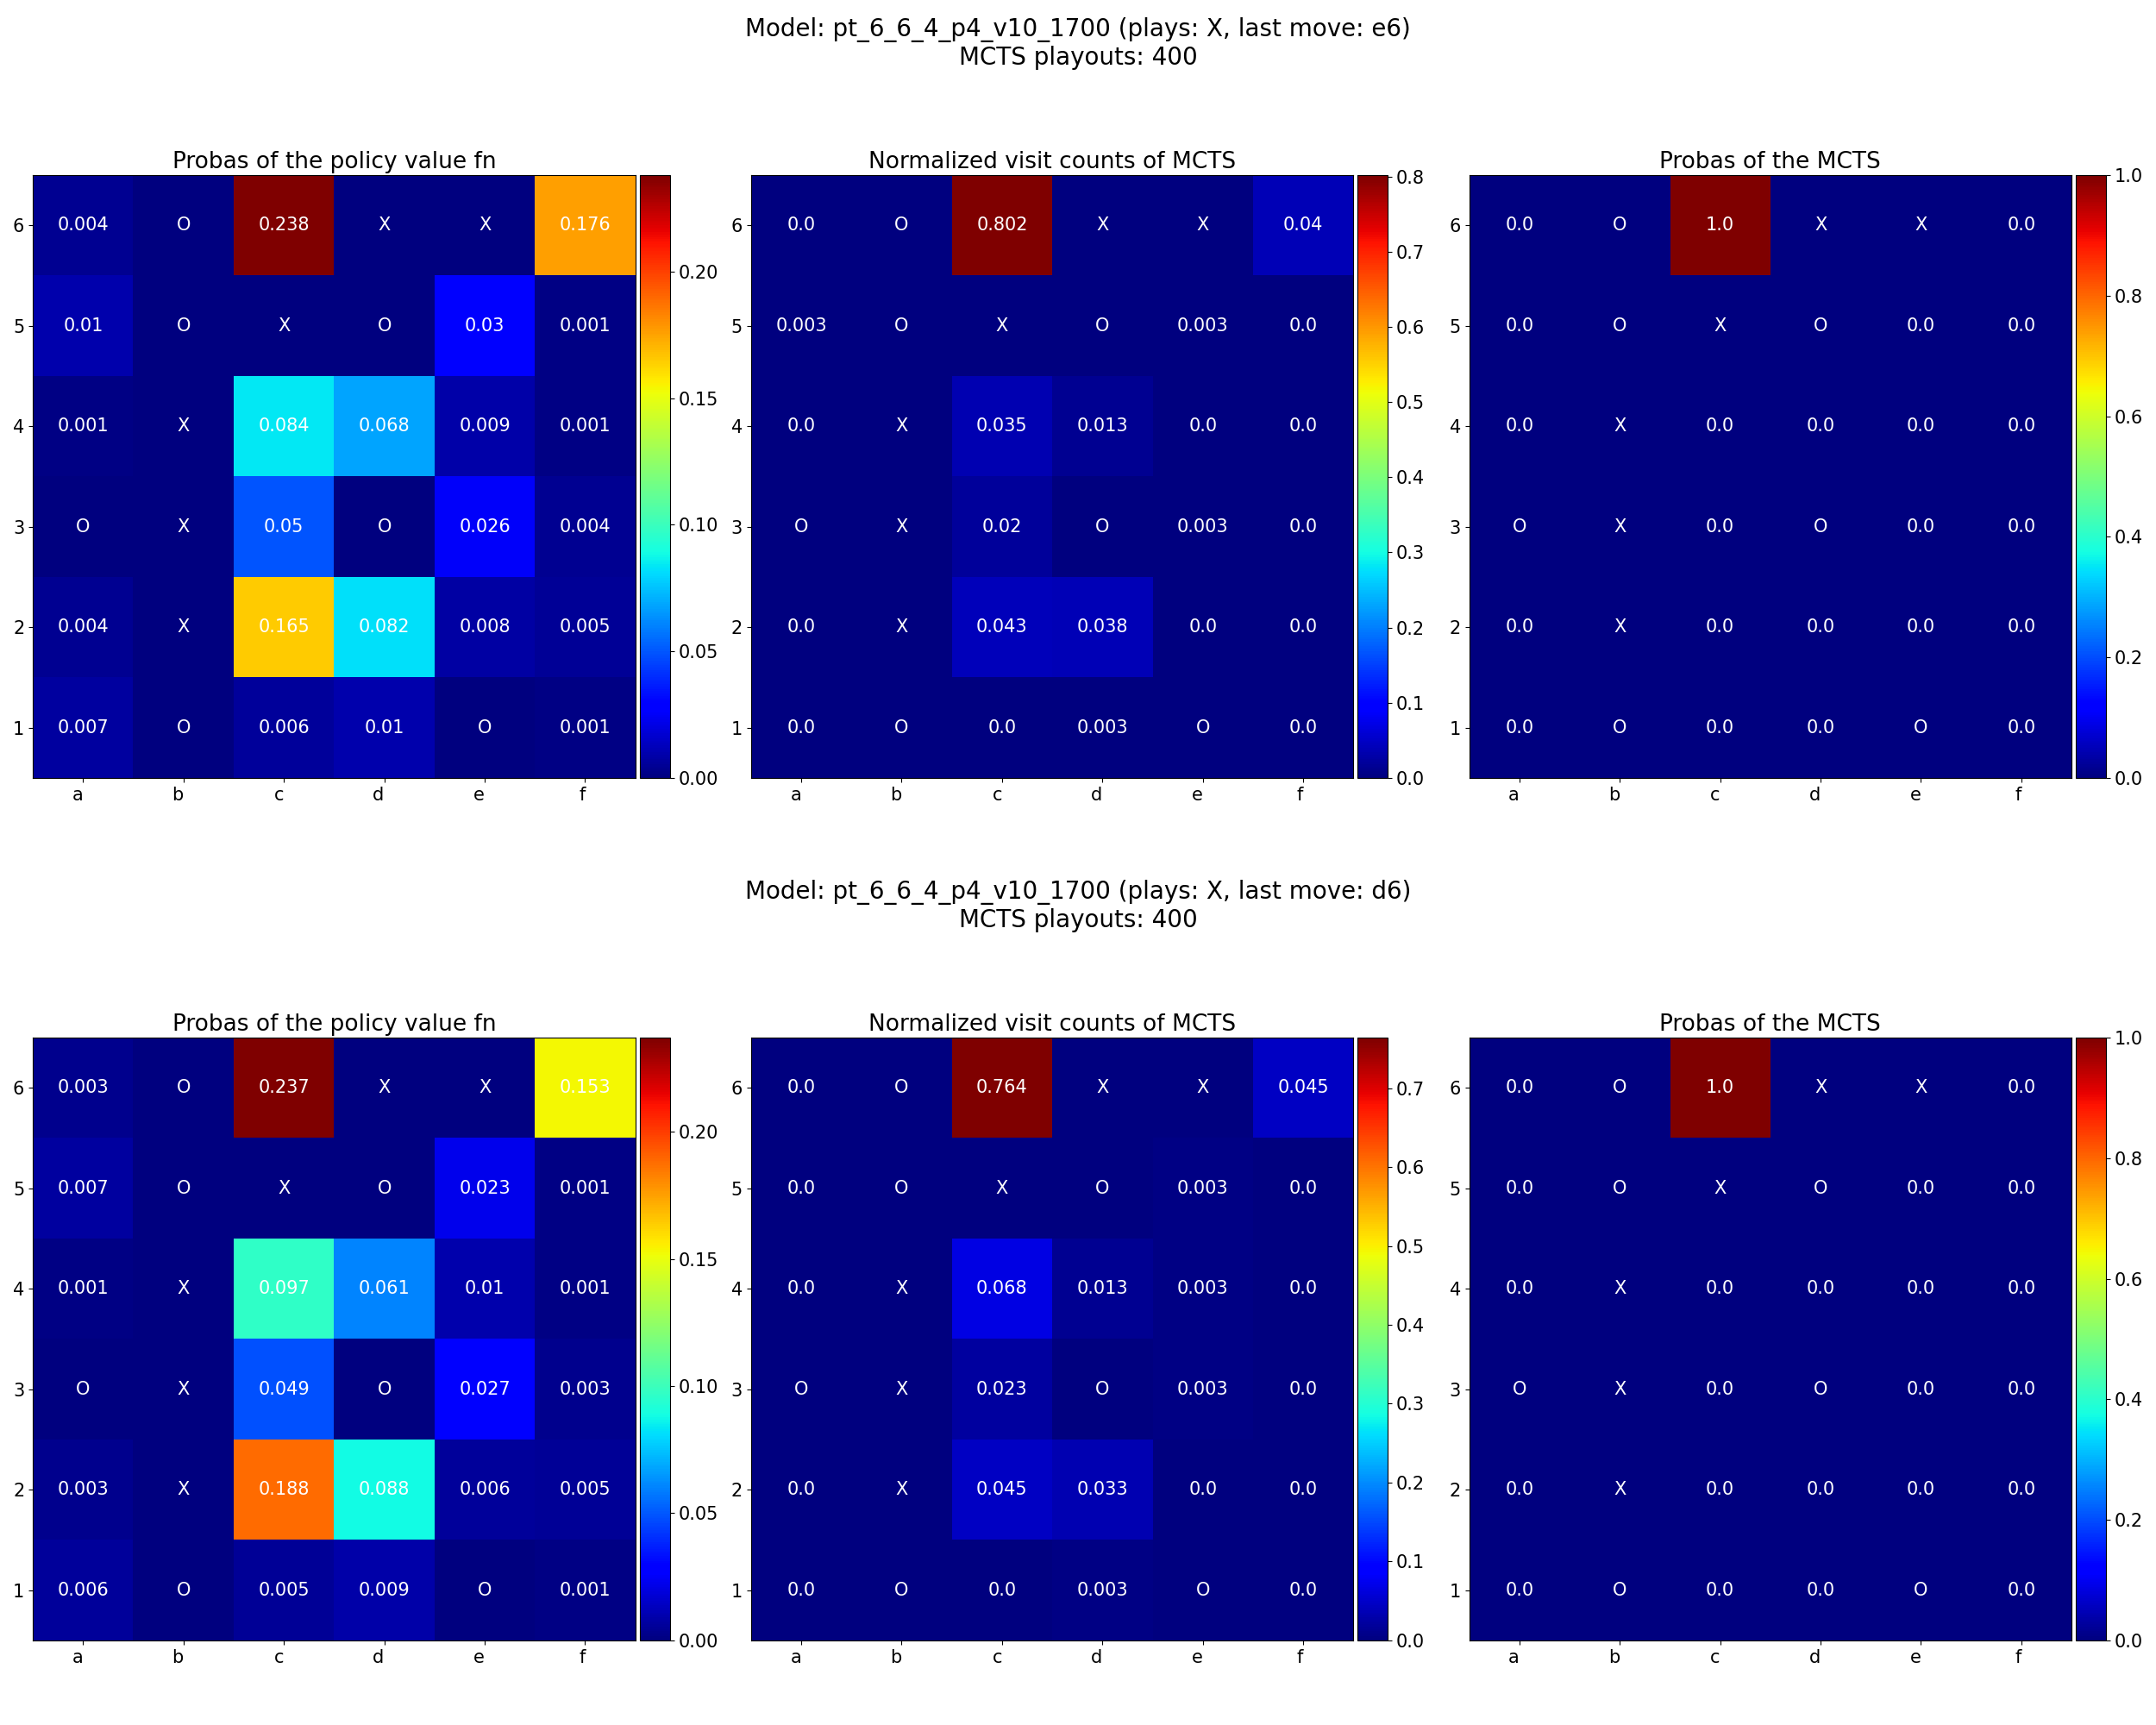 Model: pt_6_6_4_p4_v10_1700 (plays: X, last move: e6)
MCTS playouts: 400
Probas of the policy value fn
6 0.004 O 0.238 X X 0.176
5 0.01 O X O 0.03 0.001
4 0.001 X 0.084 0.068 0.009 0.001
3 O X 0.05 O 0.026 0.004
2 0.004 X 0.165 0.082 0.008 0.005
1 0.007 O 0.006 0.01 O 0.001
a b c d e f
0.20
0.15
0.10
0.05
0.00
Normalized visit counts of MCTS
6 0.0 O 0.802 X X 0.04
5 0.003 O X O 0.003 0.0
4 0.0 X 0.035 0.013 0.0 0.0
3 O X 0.02 O 0.003 0.0
2 0.0 X 0.043 0.038 0.0 0.0
1 0.0 O 0.0 0.003 O 0.0
a b c d e f
0.8
0.7
0.6
0.5
0.4
0.3
0.2
0.1
0.0
Probas of the MCTS
6 0.0 O 1.0 X X 0.0
5 0.0 O X O 0.0 0.0
4 0.0 X 0.0 0.0 0.0 0.0
3 O X 0.0 O 0.0 0.0
2 0.0 X 0.0 0.0 0.0 0.0
1 0.0 O 0.0 0.0 O 0.0
a b c d e f
1.0
0.8
0.6
0.4
0.2
0.0
Model: pt_6_6_4_p4_v10_1700 (plays: X, last move: d6)
MCTS playouts: 400
Probas of the policy value fn
6 0.003 O 0.237 X X 0.153
5 0.007 O X O 0.023 0.001
4 0.001 X 0.097 0.061 0.01 0.001
3 O X 0.049 O 0.027 0.003
2 0.003 X 0.188 0.088 0.006 0.005
1 0.006 O 0.005 0.009 O 0.001
a b c d e f
0.20
0.15
0.10
0.05
0.00
Normalized visit counts of MCTS
6 0.0 O 0.764 X X 0.045
5 0.0 O X O 0.003 0.0
4 0.0 X 0.068 0.013 0.003 0.0
3 O X 0.023 O 0.003 0.0
2 0.0 X 0.045 0.033 0.0 0.0
1 0.0 O 0.0 0.003 O 0.0
a b c d e f
0.7
0.6
0.5
0.4
0.3
0.2
0.1
0.0
Probas of the MCTS
6 0.0 O 1.0 X X 0.0
5 0.0 O X O 0.0 0.0
4 0.0 X 0.0 0.0 0.0 0.0
3 O X 0.0 O 0.0 0.0
2 0.0 X 0.0 0.0 0.0 0.0
1 0.0 O 0.0 0.0 O 0.0
a b c d e f
1.0
0.8
0.6
0.4
0.2
0.0